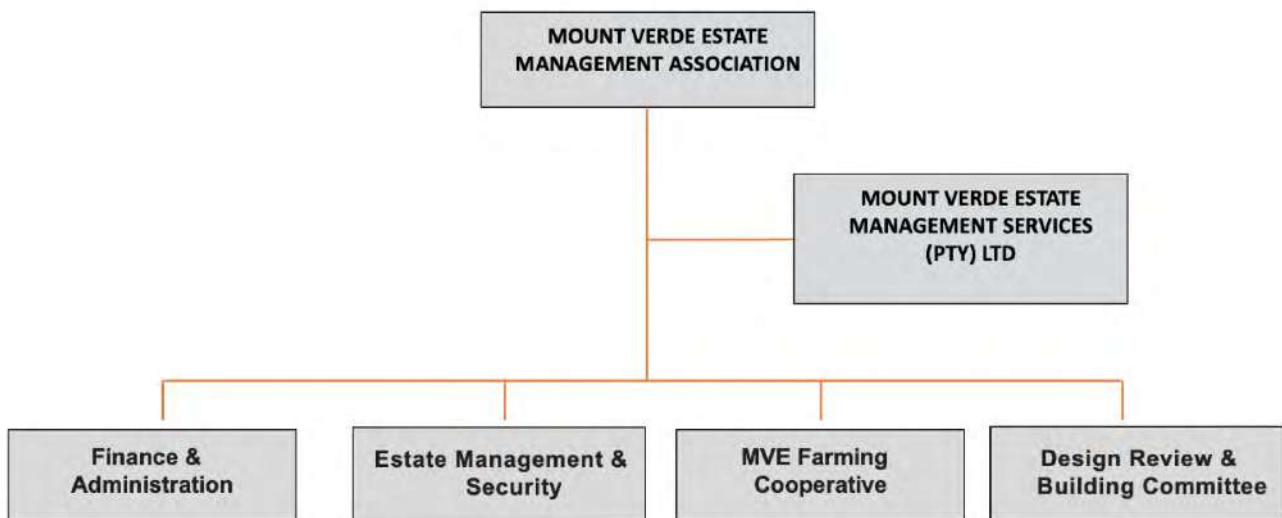 MOUNT VERDE ESTATE
MANAGEMENT ASSOCIATION
MOUNT VERDE ESTATE
MANAGEMENT SERVICES
(PTY) LTD
Finance &
Administration
Estate Management &
Security
MVE Farming
Cooperative
Design Review &
Building Committee